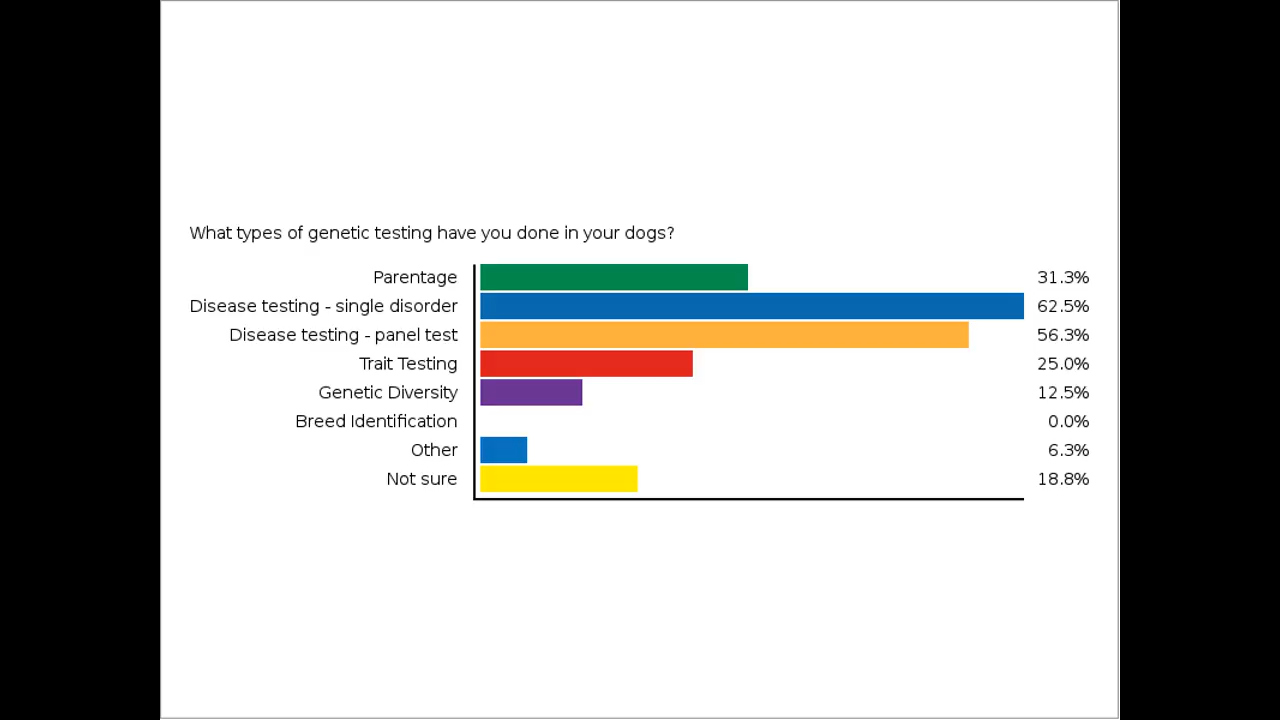 What types of genetic testing have you done in your dogs?
Parentage 31.3%
Disease testing - single disorder 62.5%
Disease testing - panel test 56.3%
Trait Testing 25.0%
Genetic Diversity 12.5%
Breed Identification 0.0%
Other 6.3%
Not sure 18.8%